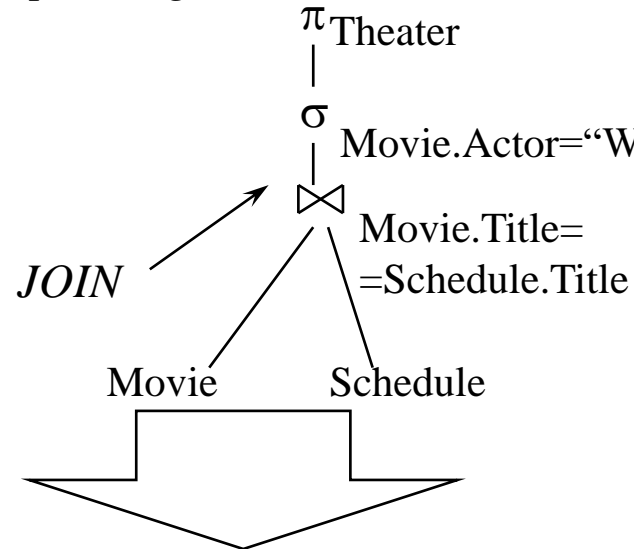 π Theater
σ
Movie.Actor=“W
⋈
Movie.Title=
JOIN
=Schedule.Title
Movie Schedule